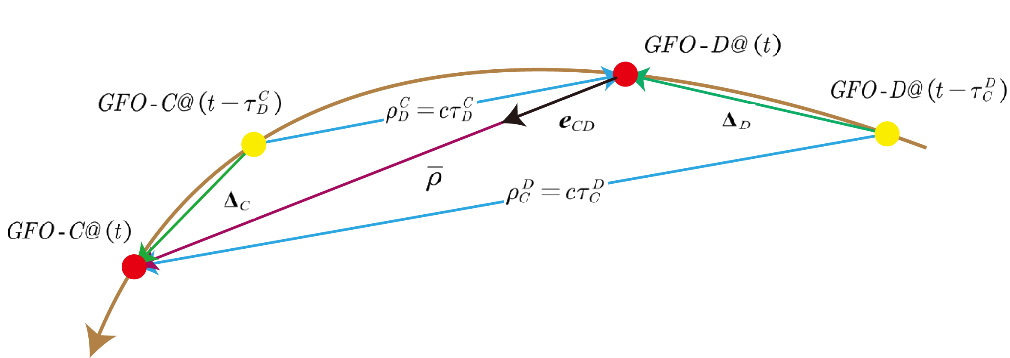 GFO-D@(t)
GFO-C@(t−τ_D^C)
GFO-D@(t−τ_C^D)
ρ_D^C=cτ_D^C
e_CD
Δ_D
ρ̅
ρ_C^D=cτ_C^D
Δ_C
GFO-C@(t)